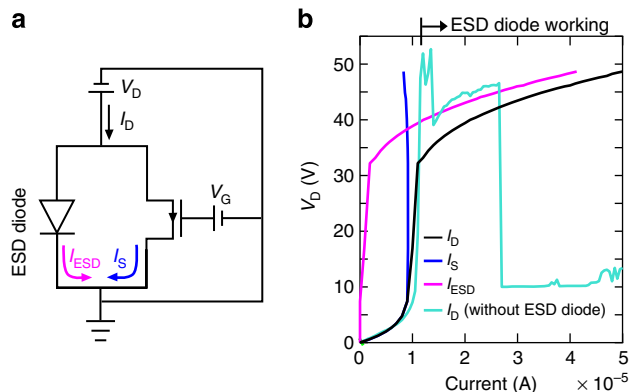 a
V_D
I_D
V_G
ESD diode
I_ESD
I_S
b
ESD diode working
50
40
30
20
10
0
V_D (V)
I_D
I_S
I_ESD
I_D (without ESD diode)
0 1 2 3 4 5
Current (A) × 10⁻⁵